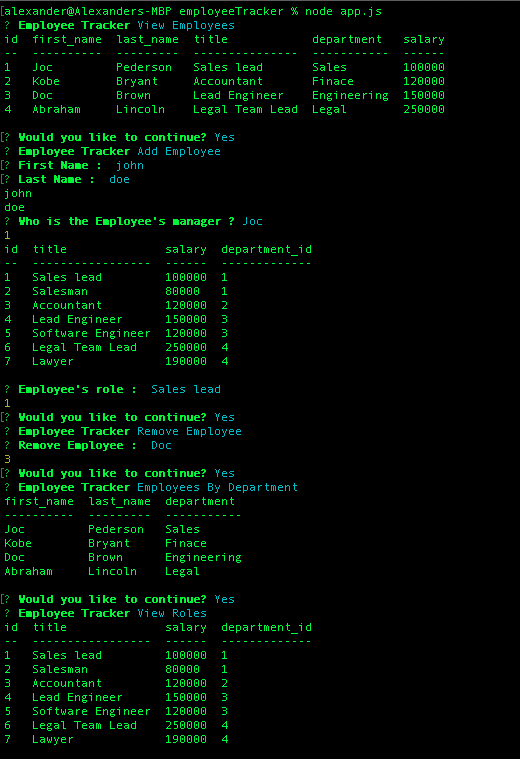 [alexander@Alexanders-MBP employeeTracker % node app.js
? Employee Tracker View Employees
id  first_name  last_name  title            department   salary
--  ----------  ---------  ---------------  -----------  ------
1   Joc         Pederson   Sales lead       Sales        100000
2   Kobe        Bryant     Accountant       Finace       120000
3   Doc         Brown      Lead Engineer    Engineering  150000
4   Abraham     Lincoln    Legal Team Lead  Legal        250000
[? Would you like to continue? Yes
? Employee Tracker Add Employee
[? First Name :  john
[? Last Name :  doe
john
doe
? Who is the Employee's manager ? Joc
1
id  title              salary  department_id
--  -----------------  ------  -------------
1   Sales lead         100000  1
2   Salesman           80000   1
3   Accountant         120000  2
4   Lead Engineer      150000  3
5   Software Engineer  120000  3
6   Legal Team Lead    250000  4
7   Lawyer             190000  4
? Employee's role :  Sales lead
1
[? Would you like to continue? Yes
? Employee Tracker Remove Employee
? Remove Employee :  Doc
3
[? Would you like to continue? Yes
? Employee Tracker Employees By Department
first_name  last_name  department
----------  ---------  -----------
Joc         Pederson   Sales
Kobe        Bryant     Finace
Doc         Brown      Engineering
Abraham     Lincoln    Legal
[? Would you like to continue? Yes
? Employee Tracker View Roles
id  title              salary  department_id
--  -----------------  ------  -------------
1   Sales lead         100000  1
2   Salesman           80000   1
3   Accountant         120000  2
4   Lead Engineer      150000  3
5   Software Engineer  120000  3
6   Legal Team Lead    250000  4
7   Lawyer             190000  4